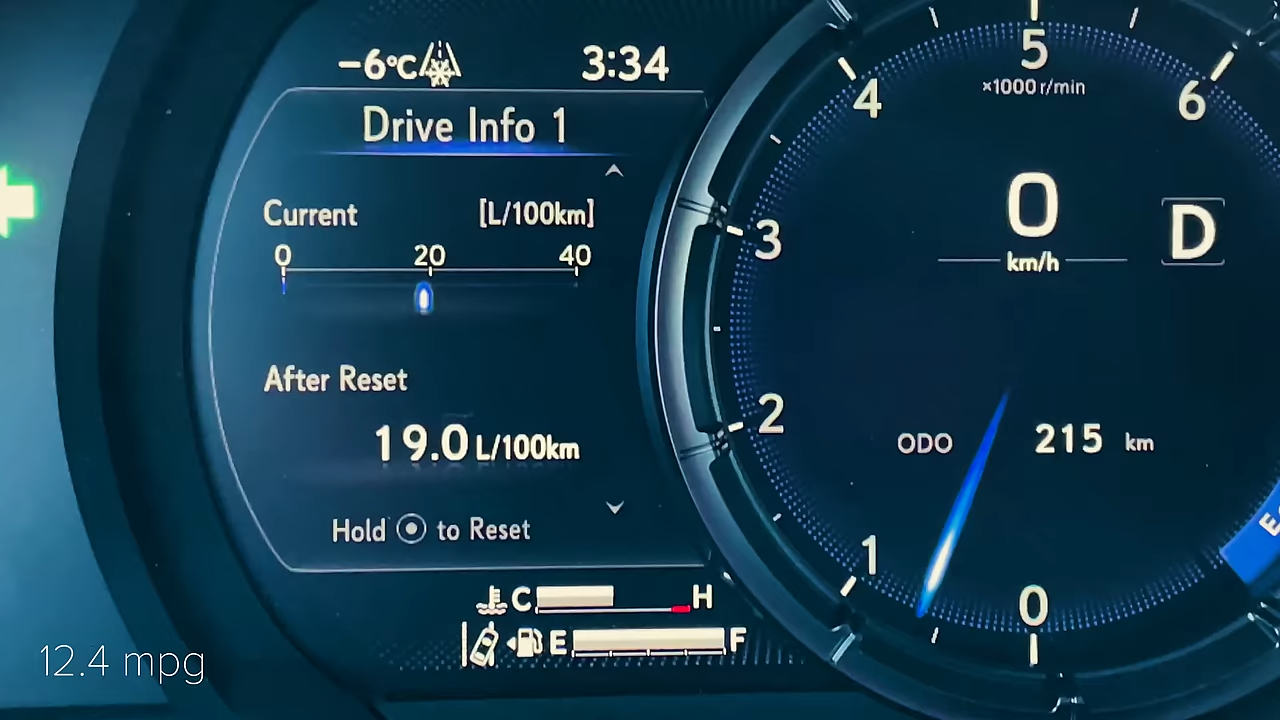 -6°C 3:34
Drive Info 1
Current [L/100km]
0 20 40
After Reset
19.0 L/100km
Hold to Reset
C H
E F
12.4 mpg
5
×1000 r/min
4 6
3
2
1
0
0
km/h
D
ODO 215 km